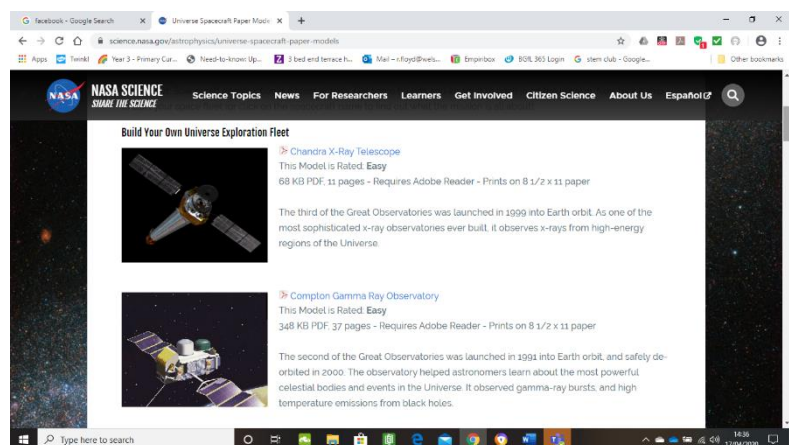 facebook - Google Search
Universe Spacecraft Paper Mode
science.nasa.gov/astrophysics/universe-spacecraft-paper-models
Apps Twinkl Year 3 - Primary Cur... Need-to-know: Up... 3 bed end terrace h... Mail – r.floyd@wels... Empinbox BGfL 365 Login stem club - Google... Other bookmarks
NASA NASA SCIENCE
SHARE THE SCIENCE
Science Topics News For Researchers Learners Get Involved Citizen Science About Us Español
Build Your Own Universe Exploration Fleet
Chandra X-Ray Telescope
This Model is Rated: Easy
68 KB PDF, 11 pages - Requires Adobe Reader - Prints on 8 1/2 x 11 paper
The third of the Great Observatories was launched in 1999 into Earth orbit. As one of the
most sophisticated x-ray observatories ever built, it observes x-rays from high-energy
regions of the Universe.
Compton Gamma Ray Observatory
This Model is Rated: Easy
348 KB PDF, 37 pages - Requires Adobe Reader - Prints on 8 1/2 x 11 paper
The second of the Great Observatories was launched in 1991 into Earth orbit, and safely de-
orbited in 2000. The observatory helped astronomers learn about the most powerful
celestial bodies and events in the Universe. It observed gamma-ray bursts, and high
temperature emissions from black holes.
Type here to search
14:36
17/04/2020